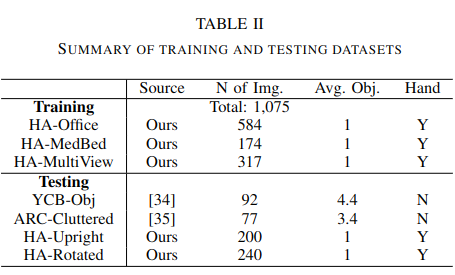 TABLE II
SUMMARY OF TRAINING AND TESTING DATASETS
Source N of Img. Avg. Obj. Hand
Training Total: 1,075
HA-Office Ours 584 1 Y
HA-MedBed Ours 174 1 Y
HA-MultiView Ours 317 1 Y
Testing
YCB-Obj [34] 92 4.4 N
ARC-Cluttered [35] 77 3.4 N
HA-Upright Ours 200 1 Y
HA-Rotated Ours 240 1 Y